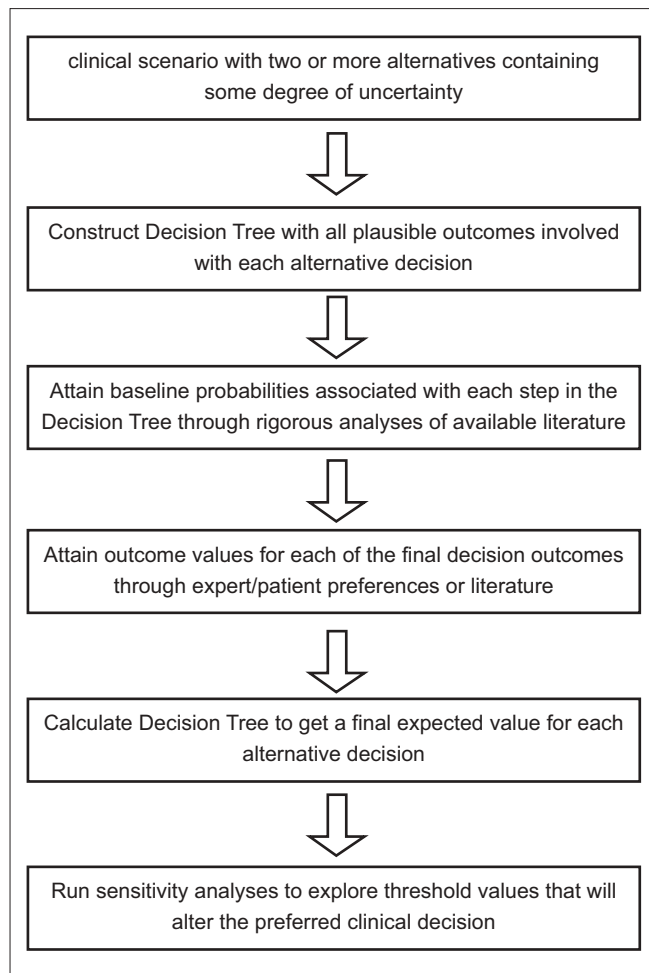 clinical scenario with two or more alternatives containing
some degree of uncertainty
Construct Decision Tree with all plausible outcomes involved
with each alternative decision
Attain baseline probabilities associated with each step in the
Decision Tree through rigorous analyses of available literature
Attain outcome values for each of the final decision outcomes
through expert/patient preferences or literature
Calculate Decision Tree to get a final expected value for each
alternative decision
Run sensitivity analyses to explore threshold values that will
alter the preferred clinical decision